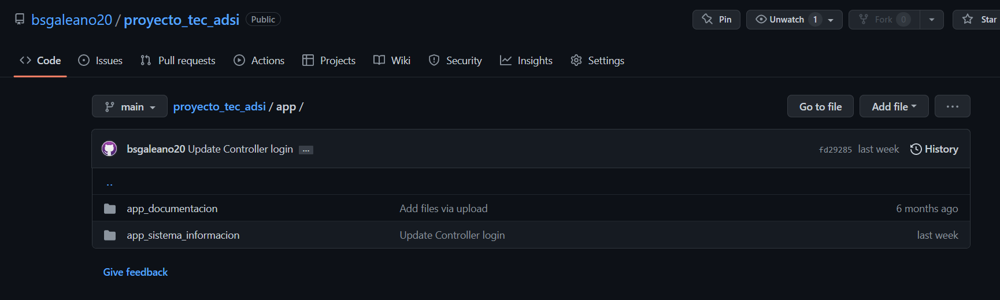 bsgaleano20 / proyecto_tec_adsi Public Pin Unwatch 1 Fork 0 Star
Code Issues Pull requests Actions Projects Wiki Security Insights Settings
main proyecto_tec_adsi / app / Go to file Add file ...
bsgaleano20 Update Controller login ... fd29285 last week History
..
app_documentacion Add files via upload 6 months ago
app_sistema_informacion Update Controller login last week
Give feedback